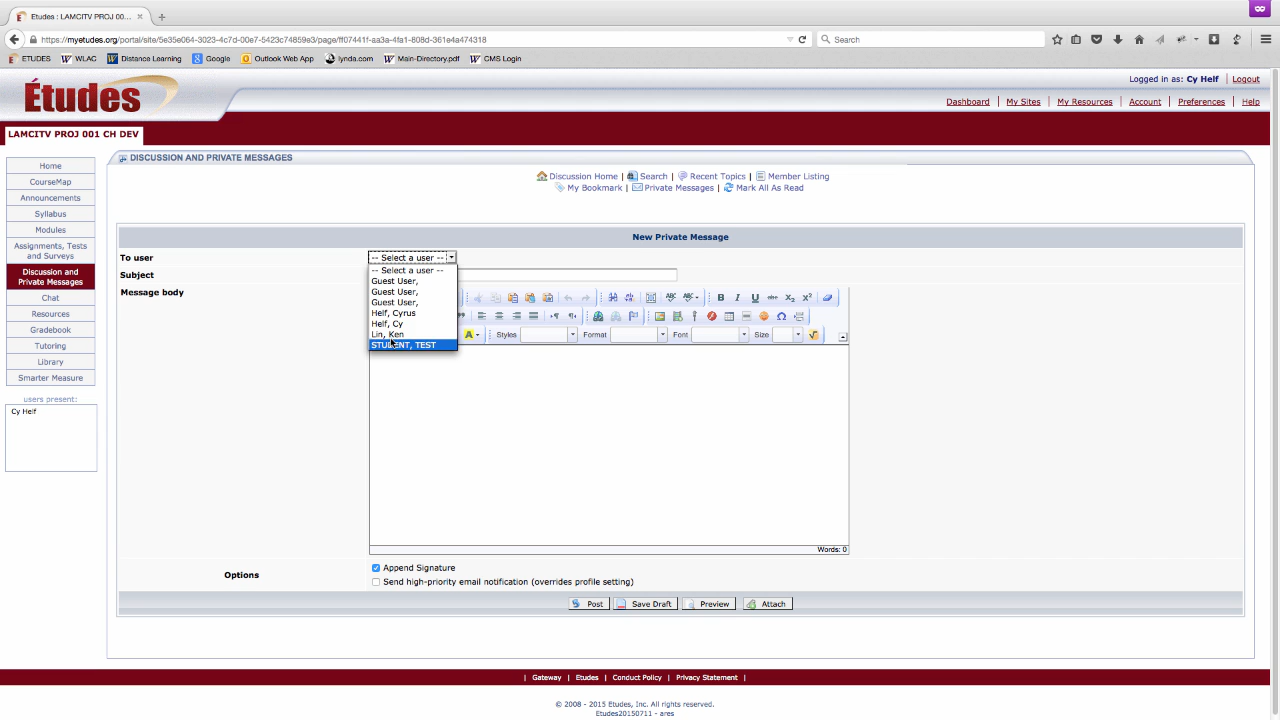 Etudes : LAMCITV PROJ 001...
https://myetudes.org/portal/site/5e35e064-3023-4c7d-00e7-5423c74859e3/page/ff07441f-aa3a-4fa1-808d-361e4a474318
Search
ETUDES WLAC Distance Learning Google Outlook Web App lynda.com Main-Directory.pdf CMS Login
Logged in as: Cy Helf Logout
Études
Dashboard | My Sites | My Resources | Account | Preferences | Help
LAMCITV PROJ 001 CH DEV
DISCUSSION AND PRIVATE MESSAGES
Home
CourseMap
Announcements
Syllabus
Modules
Assignments, Tests
and Surveys
Discussion and
Private Messages
Chat
Resources
Gradebook
Tutoring
Library
Smarter Measure
users present:
Cy Helf
Discussion Home | Search | Recent Topics | Member Listing
My Bookmark | Private Messages | Mark All As Read
New Private Message
To user
-- Select a user --
-- Select a user --
Guest User,
Guest User,
Guest User,
Helf, Cyrus
Helf, Cy
Lin, Ken
STUDENT, TEST
Subject
Message body
B I U abc X₂ X²
Styles Format Font Size
Words: 0
Options
Append Signature
Send high-priority email notification (overrides profile setting)
Post Save Draft Preview Attach
| Gateway | Etudes | Conduct Policy | Privacy Statement |
© 2008 - 2015 Etudes, Inc. All rights reserved.
Etudes20150711 - ares